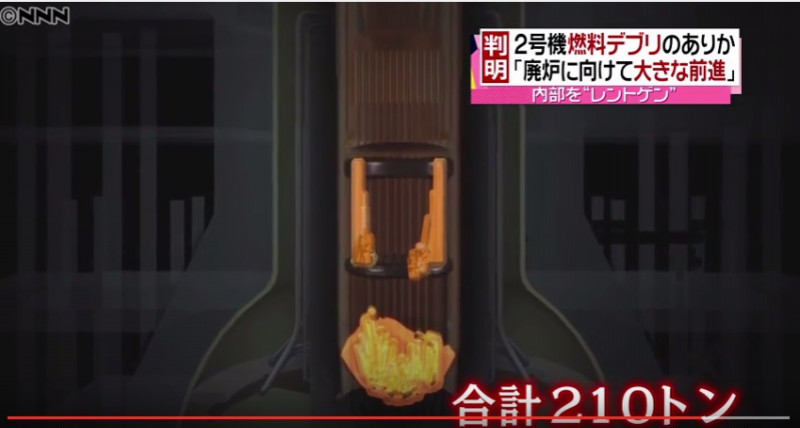 ©NNN
判明
2号機燃料デブリのありか
「廃炉に向けて大きな前進」
内部を"レントゲン"
合計210トン